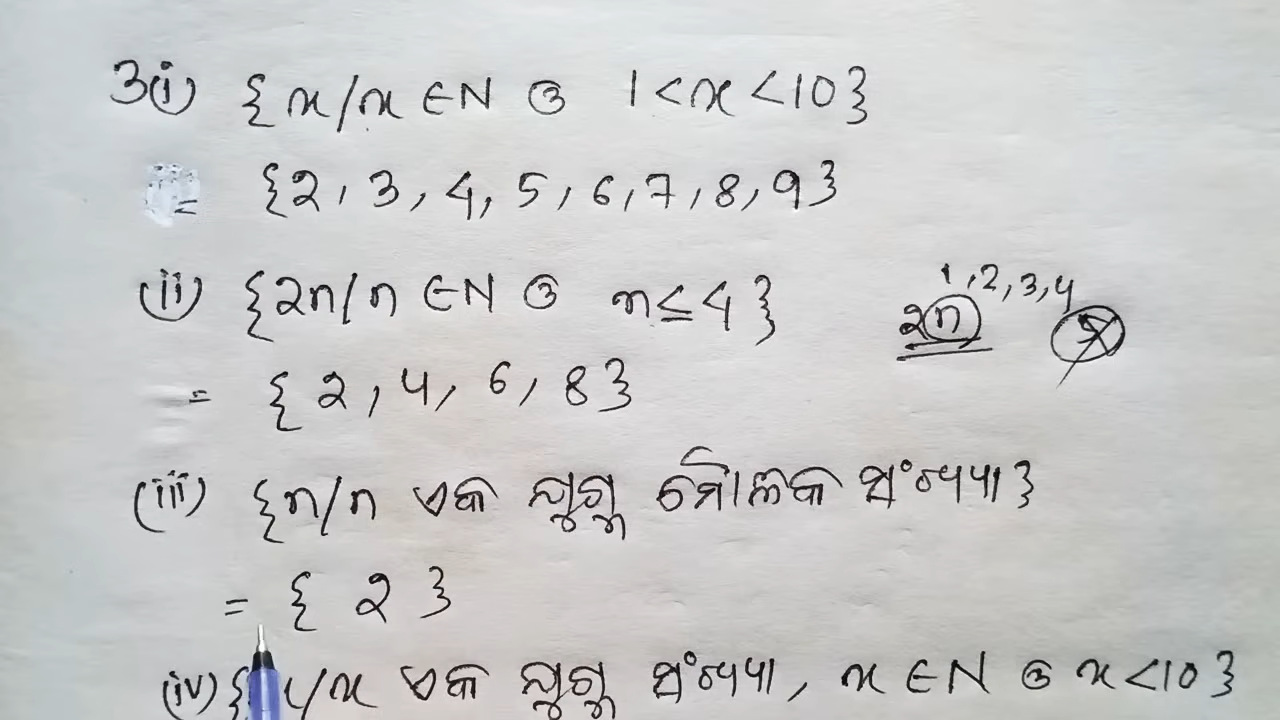 3(i) {x/x ∈ N ଓ 1 < x < 10}
= {2, 3, 4, 5, 6, 7, 8, 9}
(ii) {2n/n ∈ N ଓ n ≤ 4}
1, 2, 3, 4
2n 5
= {2, 4, 6, 8}
(iii) {n/n ଏକ ଯୁଗ୍ମ ମୌଳିକ ସଂଖ୍ୟା}
= {2}
(iv) {x/x ଏକ ଯୁଗ୍ମ ସଂଖ୍ୟା, x ∈ N ଓ x < 10}